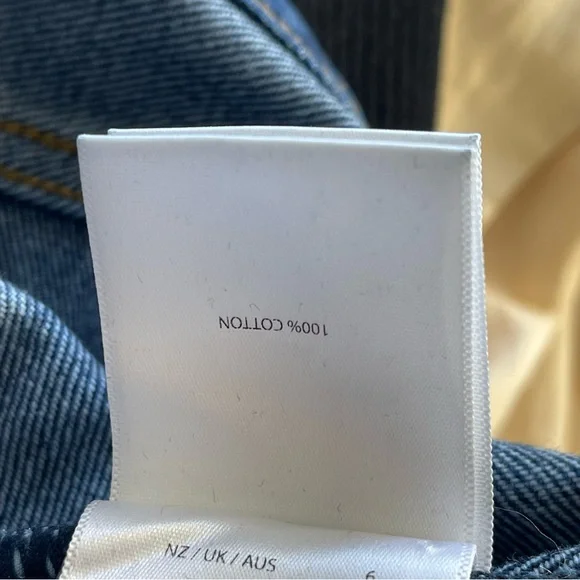 100% COTTON
NZ / UK / AUS 6